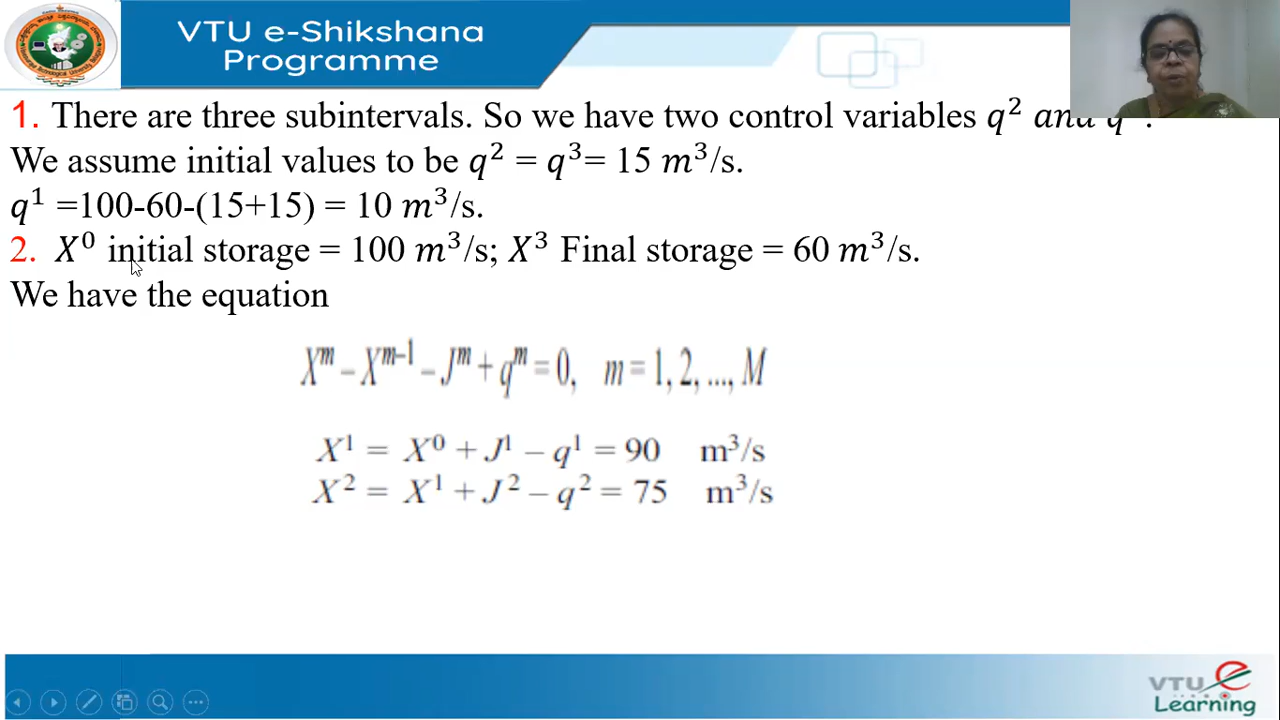 VTU e-Shikshana
Programme
1. There are three subintervals. So we have two control variables q² and q
We assume initial values to be q² = q³= 15 m³/s.
q¹ =100-60-(15+15) = 10 m³/s.
2. X⁰ initial storage = 100 m³/s; X³ Final storage = 60 m³/s.
We have the equation
Xᵐ – Xᵐ⁻¹ – Jᵐ + qᵐ = 0, m = 1, 2, ..., M
X¹ = X⁰ + J¹ – q¹ = 90 m³/s
X² = X¹ + J² – q² = 75 m³/s
VTU e
Learning